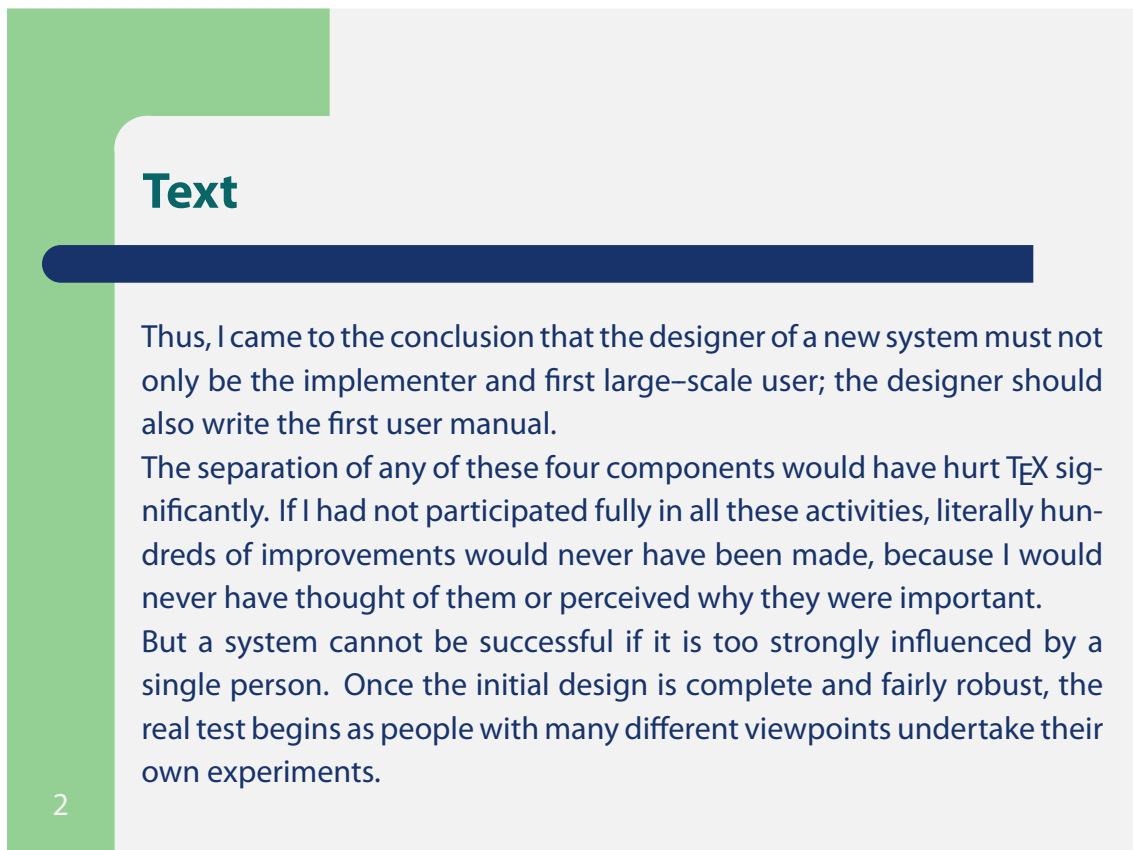 Text
Thus, I came to the conclusion that the designer of a new system must not
only be the implementer and first large–scale user; the designer should
also write the first user manual.
The separation of any of these four components would have hurt TEX sig-
nificantly. If I had not participated fully in all these activities, literally hun-
dreds of improvements would never have been made, because I would
never have thought of them or perceived why they were important.
But a system cannot be successful if it is too strongly influenced by a
single person. Once the initial design is complete and fairly robust, the
real test begins as people with many different viewpoints undertake their
own experiments.
2